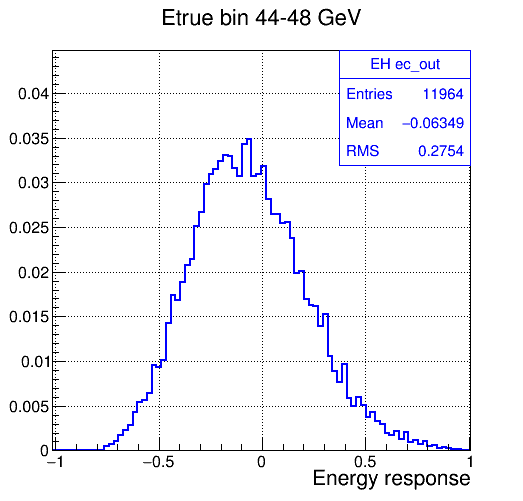 Etrue bin 44-48 GeV
EH ec_out
Entries 11964
Mean −0.06349
RMS 0.2754
0.04
0.035
0.03
0.025
0.02
0.015
0.01
0.005
0
−1 −0.5 0 0.5 1
Energy response